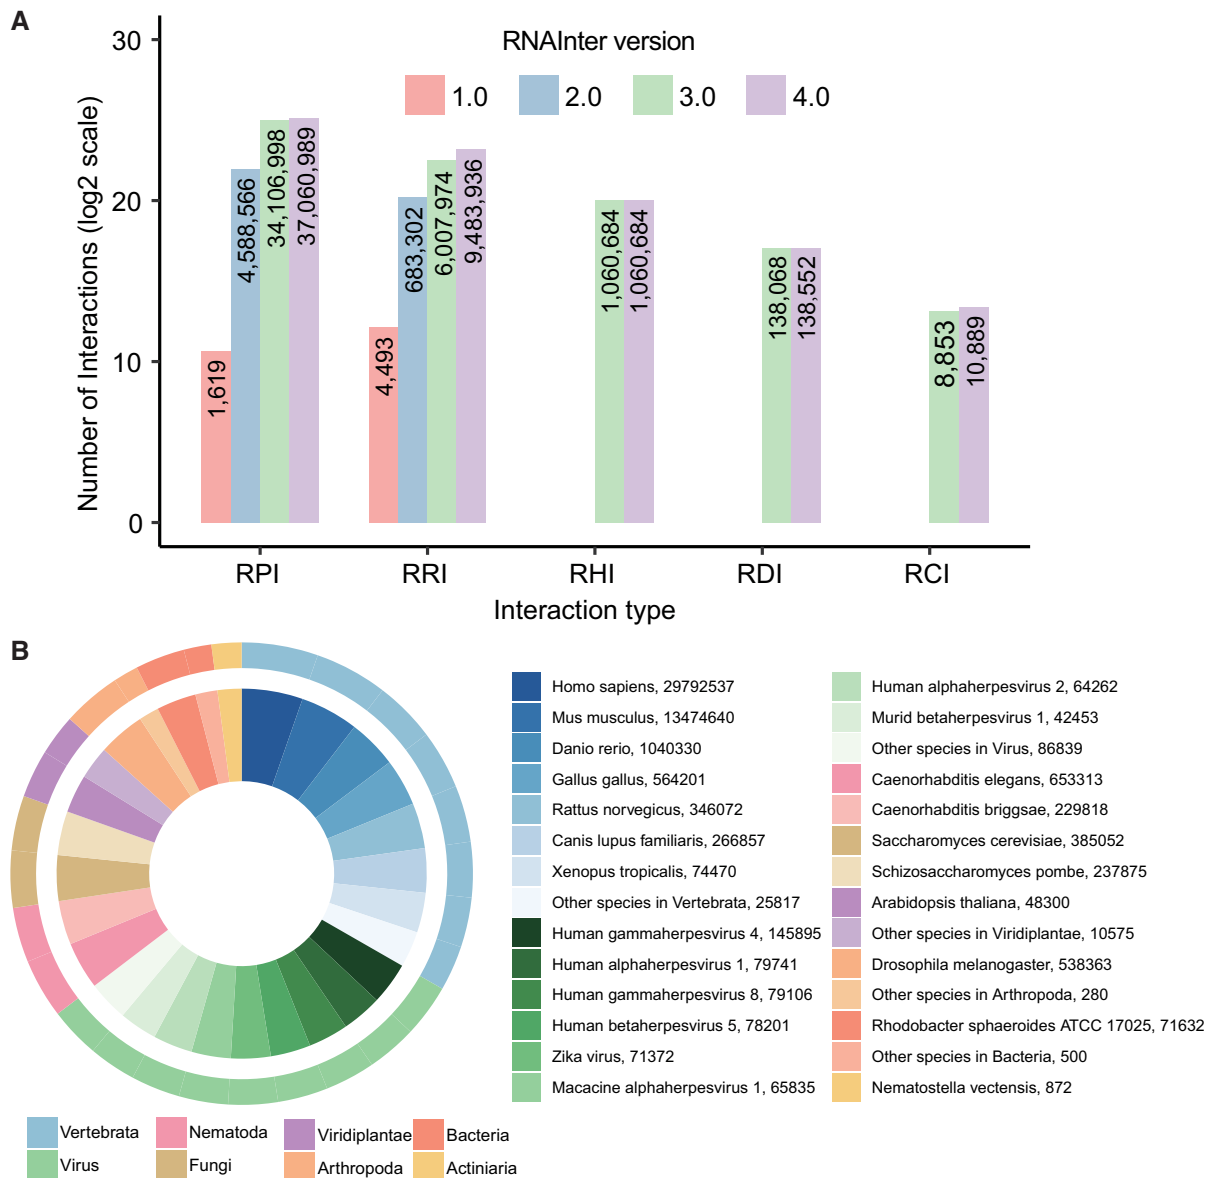 A
RNAInter version
1.0
2.0
3.0
4.0
Number of Interactions (log2 scale)
30
20
10
0
1,619
4,588,566
34,106,998
37,060,989
4,493
683,302
6,007,974
9,483,936
1,060,684
1,060,684
138,068
138,552
8,853
10,889
RPI
RRI
RHI
RDI
RCI
Interaction type
B
Homo sapiens, 29792537
Mus musculus, 13474640
Danio rerio, 1040330
Gallus gallus, 564201
Rattus norvegicus, 346072
Canis lupus familiaris, 266857
Xenopus tropicalis, 74470
Other species in Vertebrata, 25817
Human gammaherpesvirus 4, 145895
Human alphaherpesvirus 1, 79741
Human gammaherpesvirus 8, 79106
Human betaherpesvirus 5, 78201
Zika virus, 71372
Macacine alphaherpesvirus 1, 65835
Human alphaherpesvirus 2, 64262
Murid betaherpesvirus 1, 42453
Other species in Virus, 86839
Caenorhabditis elegans, 653313
Caenorhabditis briggsae, 229818
Saccharomyces cerevisiae, 385052
Schizosaccharomyces pombe, 237875
Arabidopsis thaliana, 48300
Other species in Viridiplantae, 10575
Drosophila melanogaster, 538363
Other species in Arthropoda, 280
Rhodobacter sphaeroides ATCC 17025, 71632
Other species in Bacteria, 500
Nematostella vectensis, 872
Vertebrata
Nematoda
Viridiplantae
Bacteria
Virus
Fungi
Arthropoda
Actiniaria